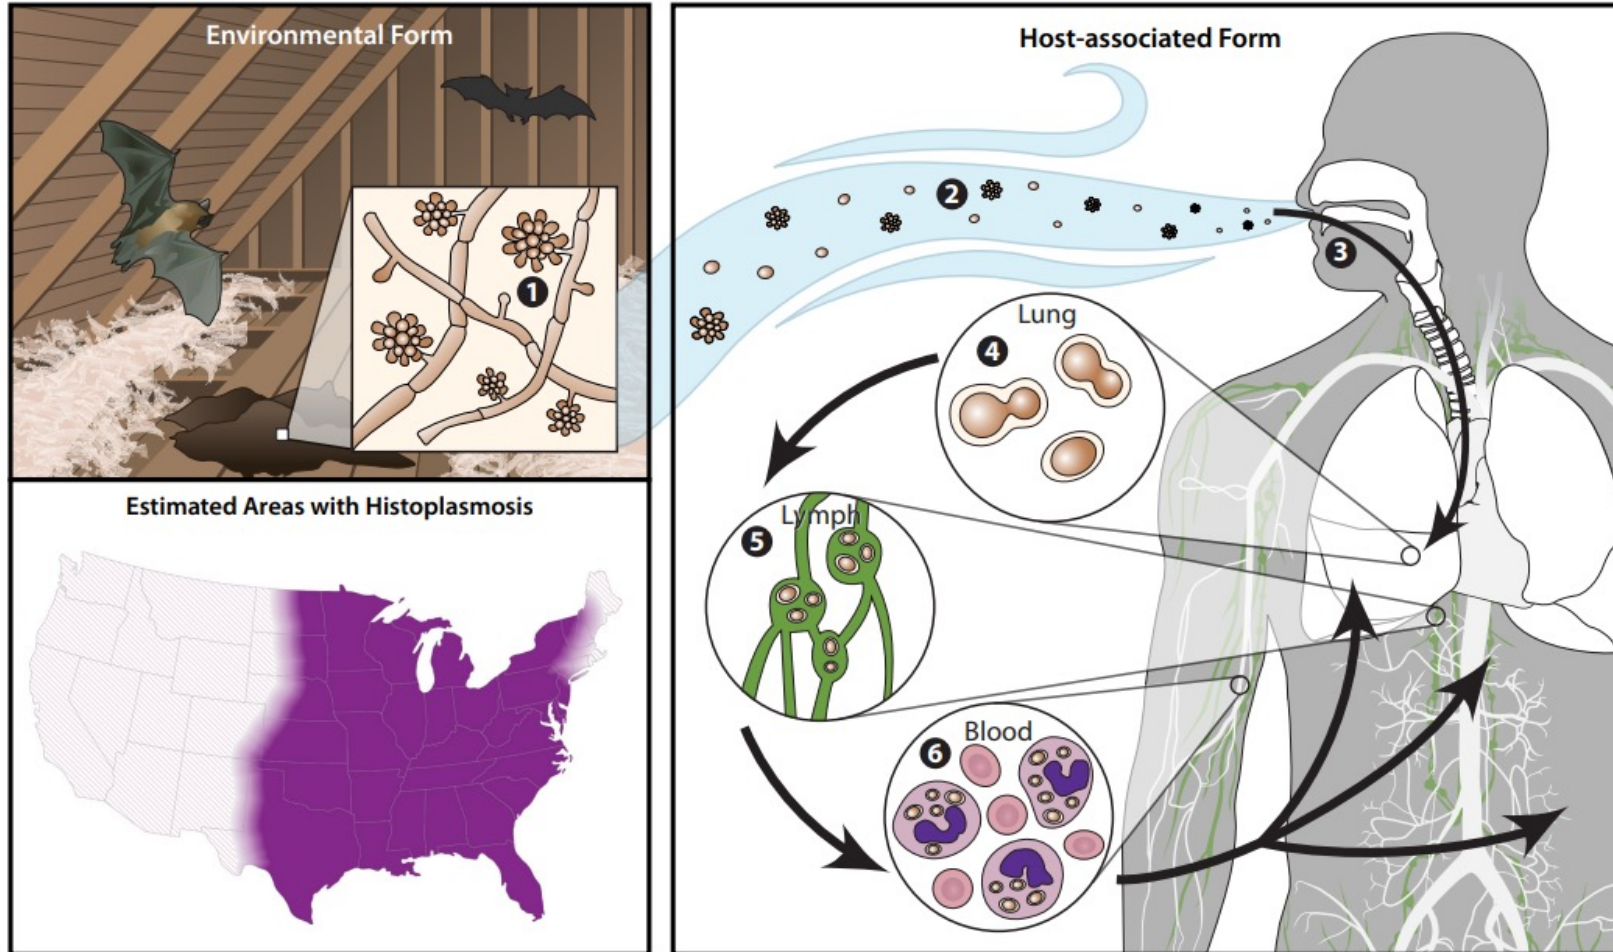 Environmental Form
1
Estimated Areas with Histoplasmosis
Host-associated Form
2
3
Lung
4
Lymph
5
Blood
6